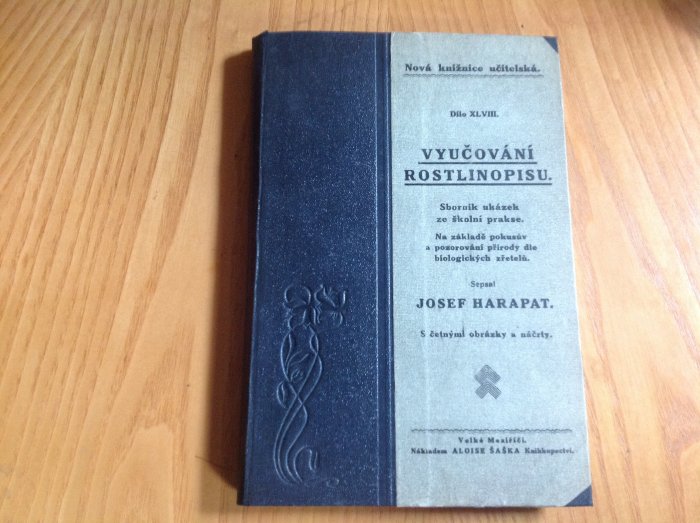 Nová knižnice učitelská.
Dílo XLVIII.
VYUČOVÁNÍ
ROSTLINOPISU.
Sborník ukázek
ze školní prakse.
Na základě pokusův
a pozorování přírody dle
biologických zřetelů.
Sepsal
JOSEF HARAPAT.
S četnými obrázky a náčrty.
Velké Meziříčí.
Nákladem ALOISE ŠAŠKA Knihkupectví.